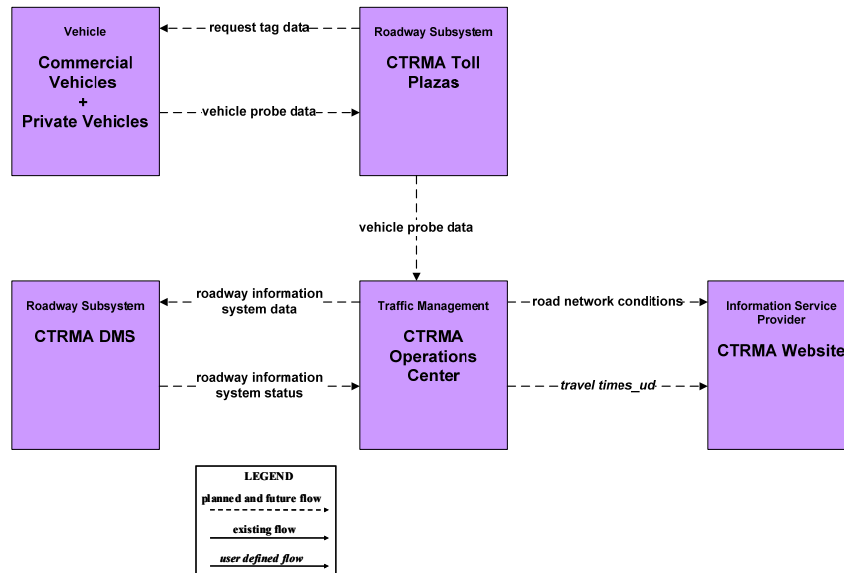 Vehicle
Commercial
Vehicles
+
Private Vehicles
request tag data
vehicle probe data
Roadway Subsystem
CTRMA Toll
Plazas
vehicle probe data
Roadway Subsystem
CTRMA DMS
roadway information
system data
roadway information
system status
Traffic Management
CTRMA
Operations
Center
road network conditions
travel times_ud
Information Service
Provider
CTRMA Website
LEGEND
planned and future flow
existing flow
user defined flow